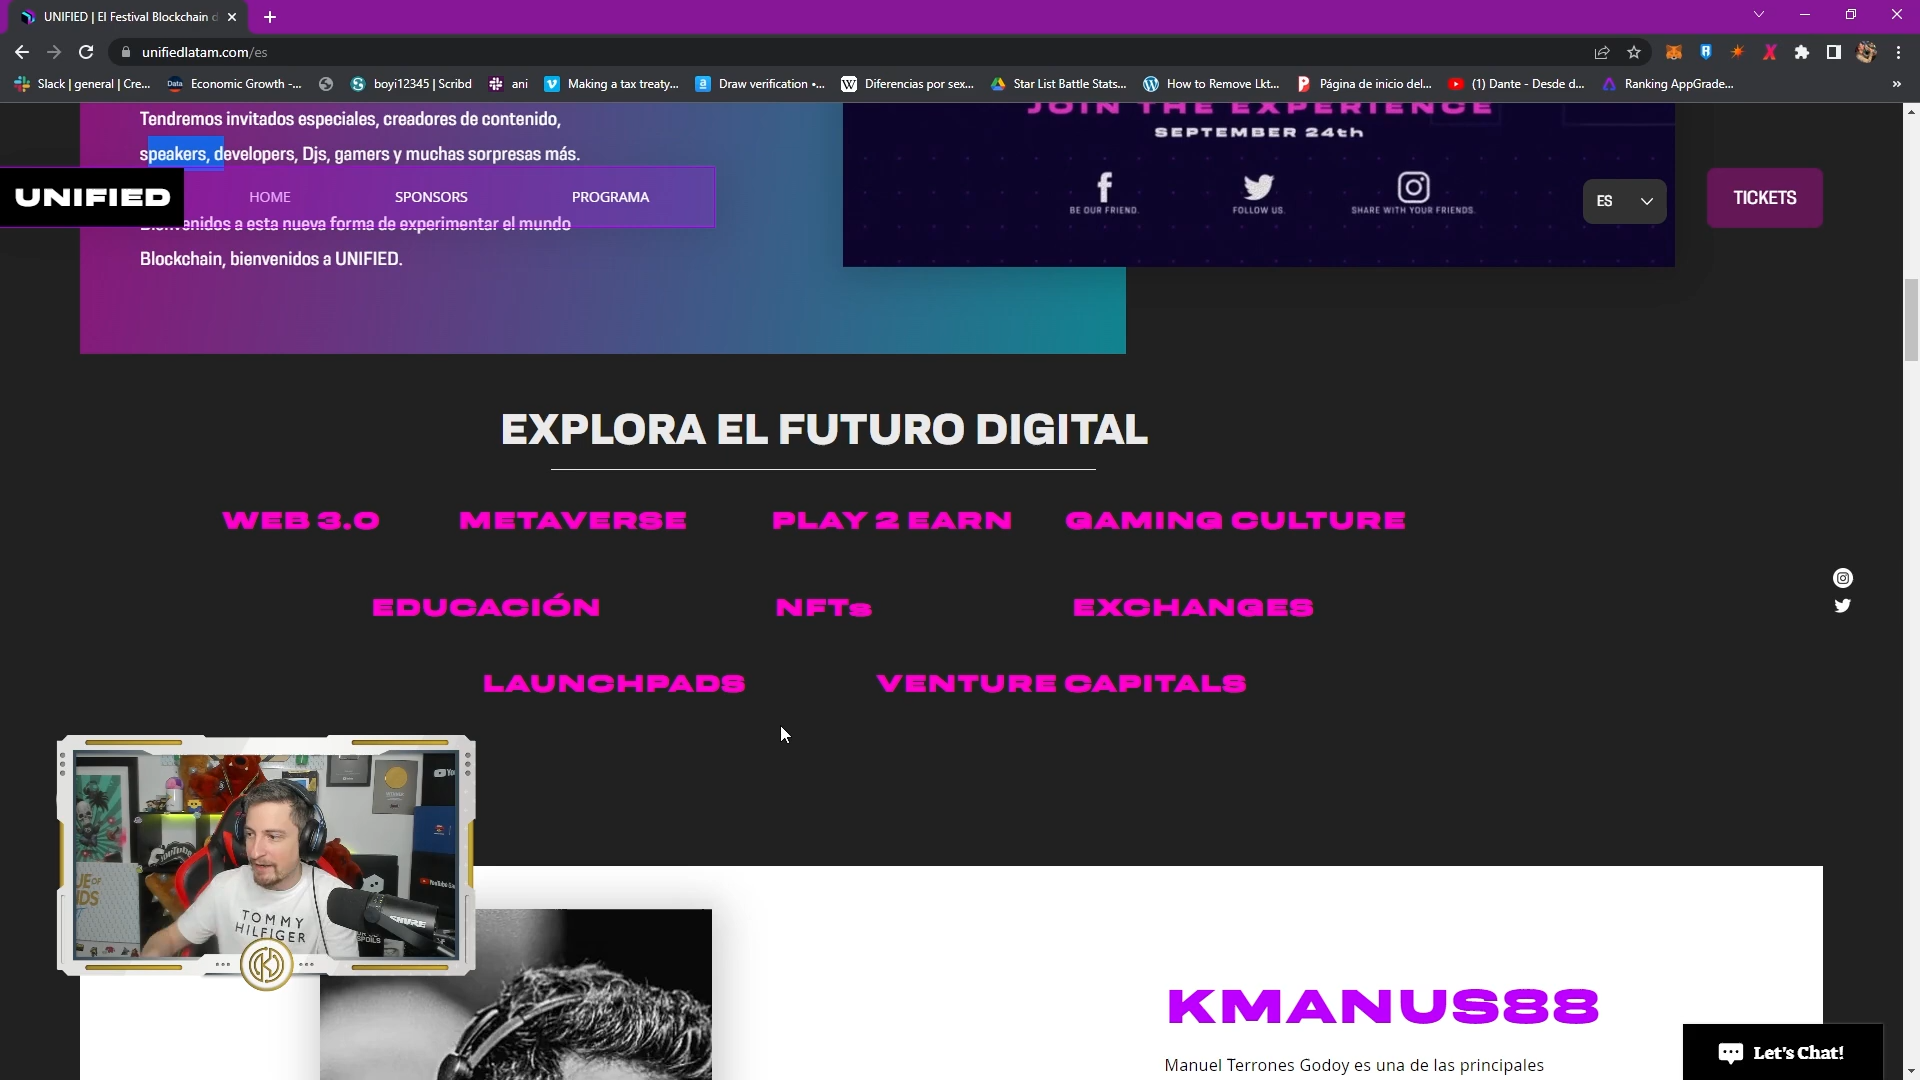 UNIFIED | El Festival Blockchain d
unifiedlatam.com/es
Slack | general | Cre...
Economic Growth -...
boyi12345 | Scribd
ani
Making a tax treaty...
Draw verification •...
Diferencias por sex...
Star List Battle Stats...
How to Remove Lkt...
Página de inicio del...
(1) Dante - Desde d...
Ranking AppGrade...
»
Tendremos invitados especiales, creadores de contenido,
speakers, developers, Djs, gamers y muchas sorpresas más.
JOIN THE EXPERIENCE
SEPTEMBER 24th
BE OUR FRIEND.
FOLLOW US.
SHARE WITH YOUR FRIENDS.
UNIFIED
HOME
SPONSORS
PROGRAMA
ES
TICKETS
Bienvenidos a esta nueva forma de experimentar el mundo
Blockchain, bienvenidos a UNIFIED.
EXPLORA EL FUTURO DIGITAL
WEB 3.0
METAVERSE
PLAY 2 EARN
GAMING CULTURE
EDUCACIÓN
NFTs
EXCHANGES
LAUNCHPADS
VENTURE CAPITALS
TOMMY
HILFIGER
SHURE
KMANUS88
Manuel Terrones Godoy es una de las principales
Let's Chat!